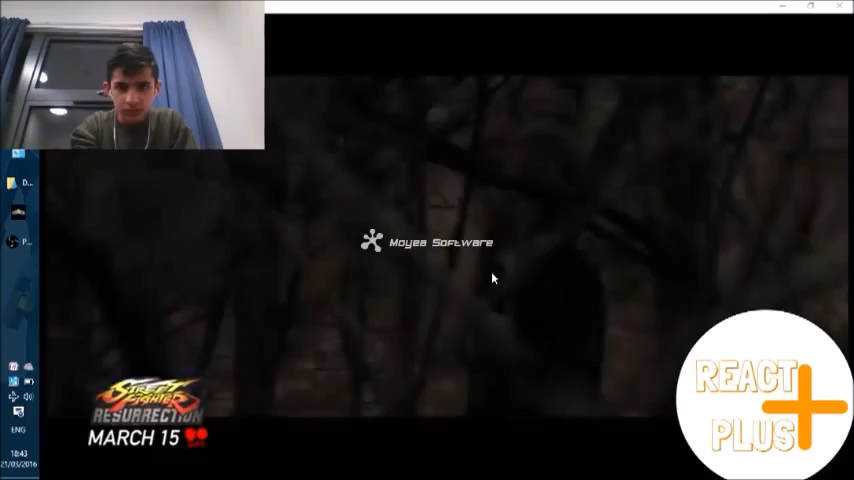 D...
P...
Moyea Software
STREET
FIGHTER
RESURRECTION
MARCH 15
REACT
PLUS
ENG
18:43
21/03/2016